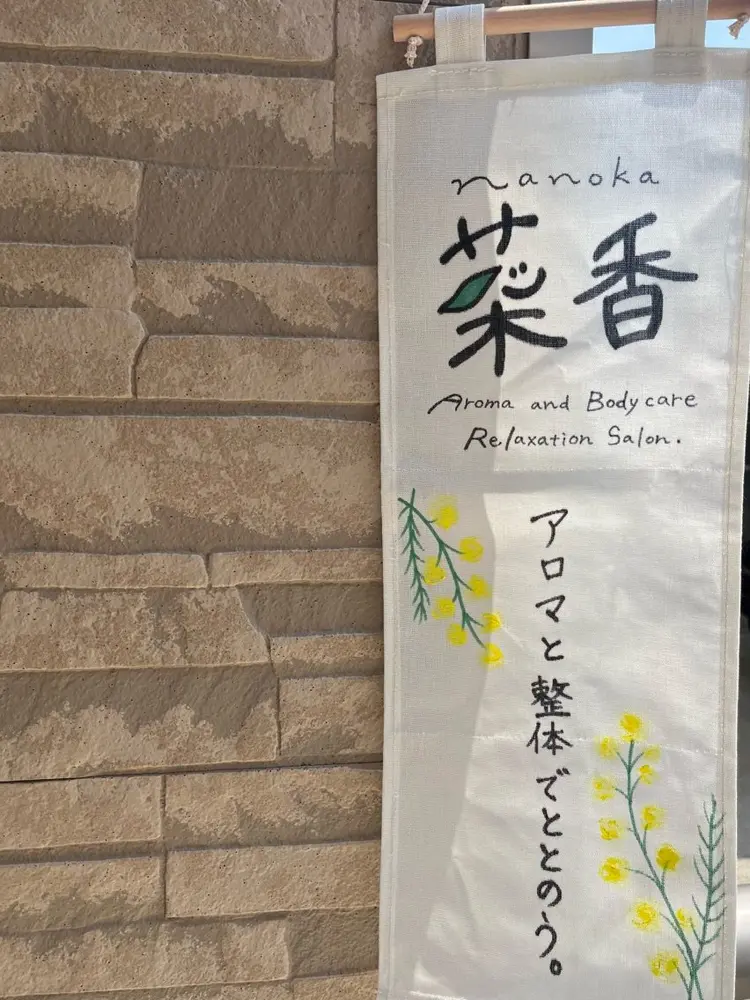 nanoka
菜香
Aroma and Body care
Relaxation Salon.
アロマと整体でととのう。